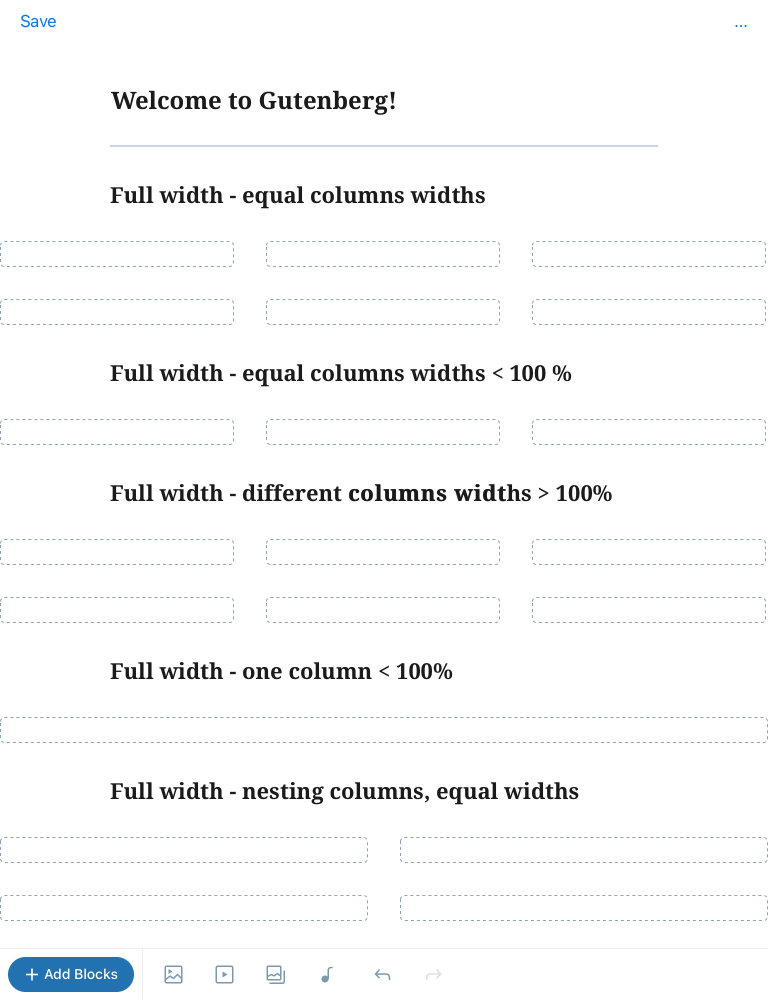 Save ...
Welcome to Gutenberg!
Full width - equal columns widths
Full width - equal columns widths < 100 %
Full width - different columns widths > 100%
Full width - one column < 100%
Full width - nesting columns, equal widths
Add Blocks